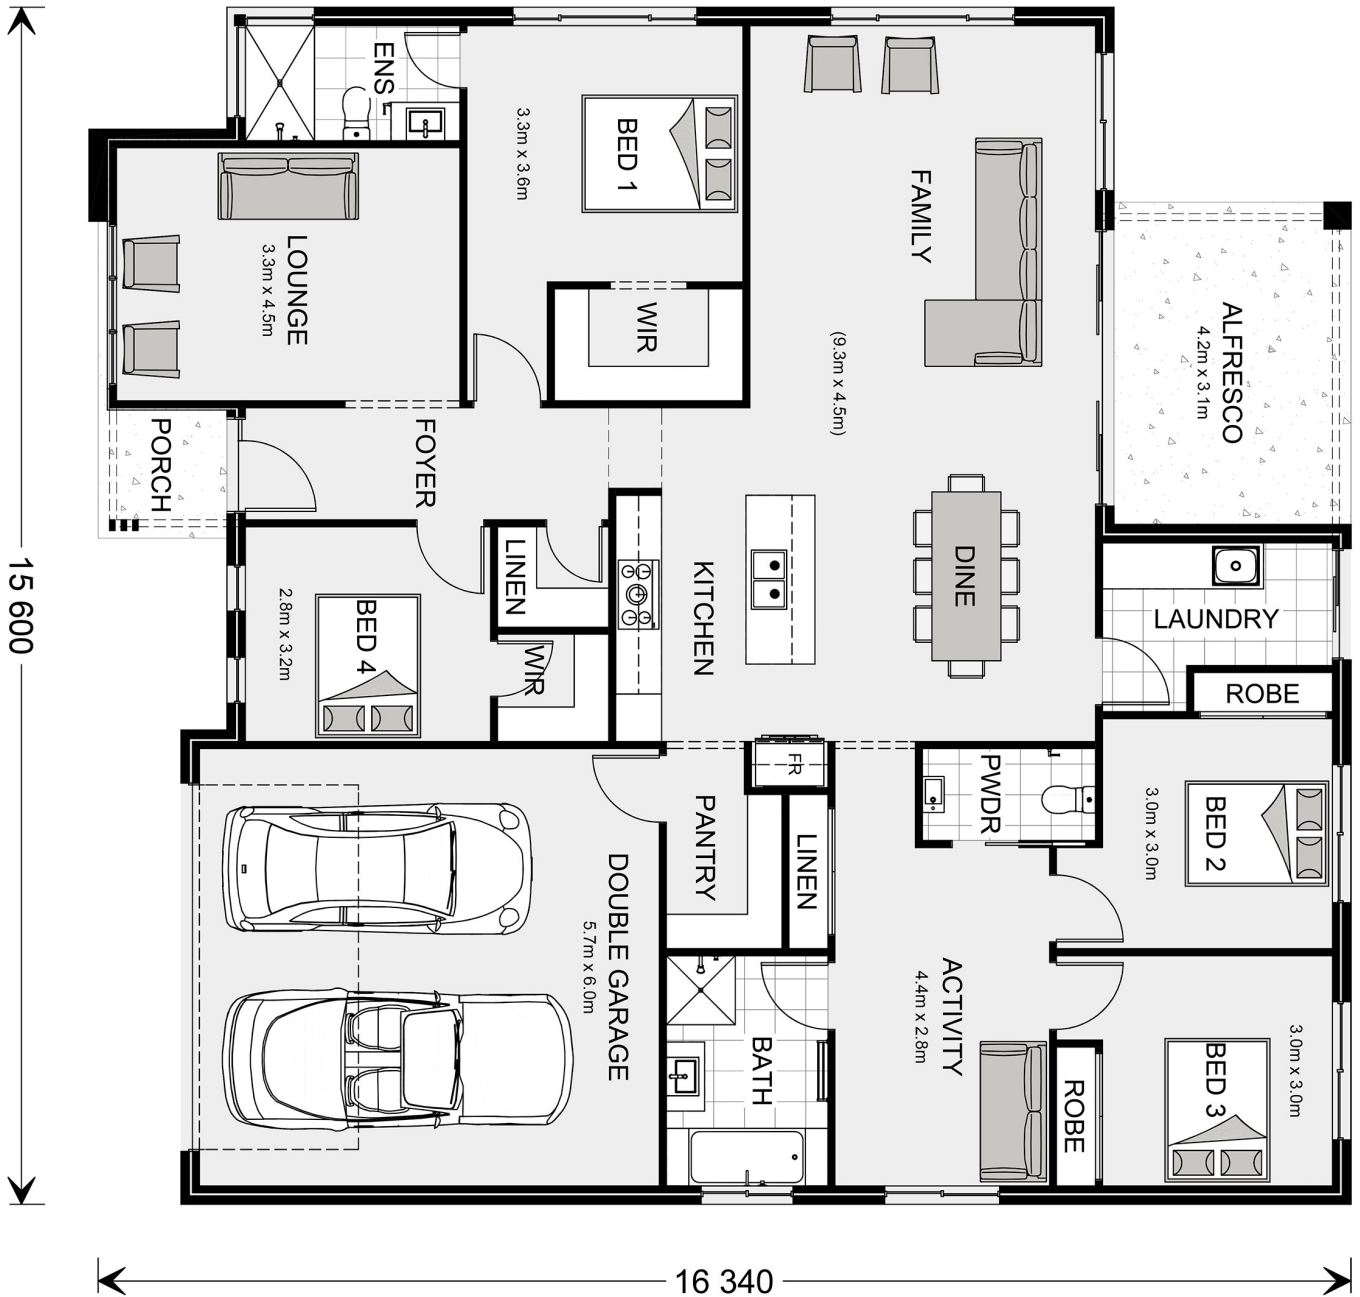 ENS
BED 1
3.3m x 3.6m
FAMILY
(9.3m x 4.5m)
LOUNGE
3.3m x 4.5m
WIR
ALFRESCO
4.2m x 3.1m
PORCH
FOYER
LINEN
KITCHEN
DINE
LAUNDRY
ROBE
BED 4
2.8m x 3.2m
WIR
FR
PWDR
PANTRY
LINEN
BED 2
3.0m x 3.0m
DOUBLE GARAGE
5.7m x 6.0m
BATH
ACTIVITY
4.4m x 2.8m
ROBE
BED 3
3.0m x 3.0m
15 600
16 340